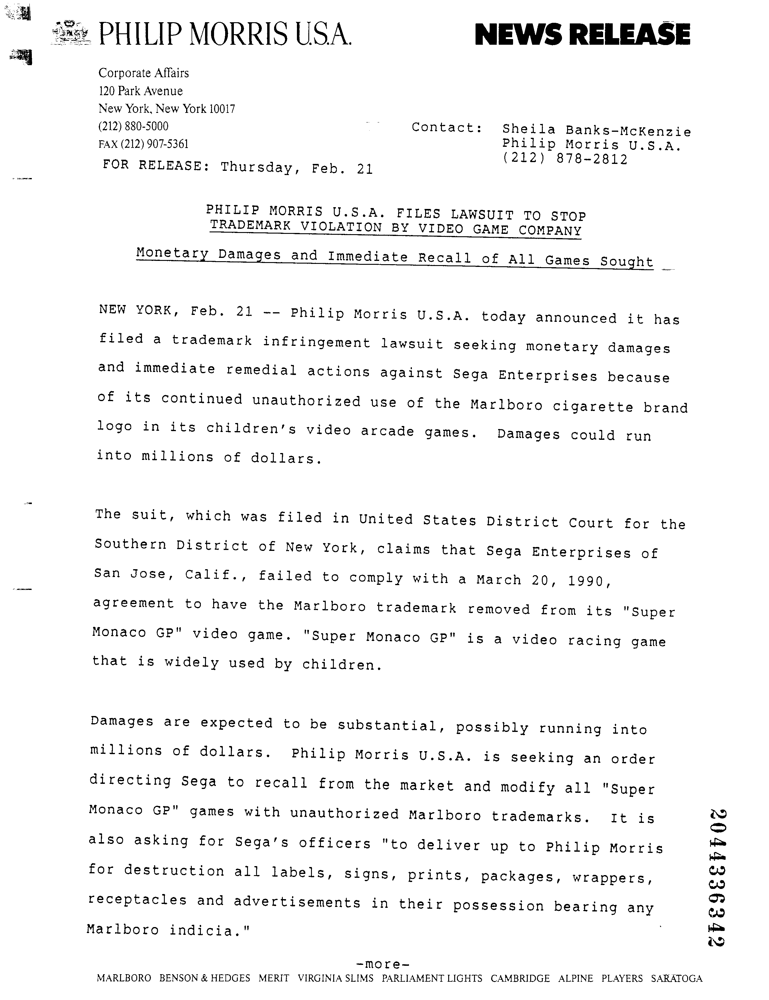 PHILIP MORRIS U.S.A.
NEWS RELEASE
Corporate Affairs
120 Park Avenue
New York, New York 10017
(212) 880-5000
FAX (212) 907-5361
Contact: Sheila Banks-McKenzie
Philip Morris U.S.A.
(212) 878-2812
FOR RELEASE: Thursday, Feb. 21
PHILIP MORRIS U.S.A. FILES LAWSUIT TO STOP
TRADEMARK VIOLATION BY VIDEO GAME COMPANY
Monetary Damages and Immediate Recall of All Games Sought
NEW YORK, Feb. 21 -- Philip Morris U.S.A. today announced it has
filed a trademark infringement lawsuit seeking monetary damages
and immediate remedial actions against Sega Enterprises because
of its continued unauthorized use of the Marlboro cigarette brand
logo in its children's video arcade games. Damages could run
into millions of dollars.
The suit, which was filed in United States District Court for the
Southern District of New York, claims that Sega Enterprises of
San Jose, Calif., failed to comply with a March 20, 1990,
agreement to have the Marlboro trademark removed from its "Super
Monaco GP" video game. "Super Monaco GP" is a video racing game
that is widely used by children.
Damages are expected to be substantial, possibly running into
millions of dollars. Philip Morris U.S.A. is seeking an order
directing Sega to recall from the market and modify all "Super
Monaco GP" games with unauthorized Marlboro trademarks. It is
also asking for Sega's officers "to deliver up to Philip Morris
for destruction all labels, signs, prints, packages, wrappers,
receptacles and advertisements in their possession bearing any
Marlboro indicia."
-more-
MARLBORO BENSON & HEDGES MERIT VIRGINIA SLIMS PARLIAMENT LIGHTS CAMBRIDGE ALPINE PLAYERS SARATOGA
2044336342